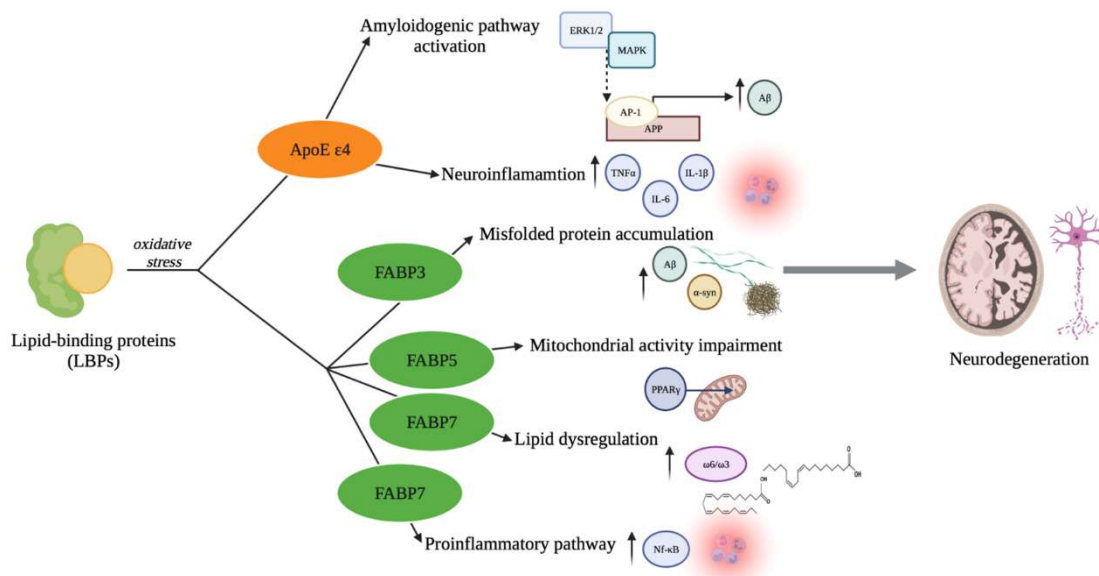 Amyloidogenic pathway
activation
ERK1/2
MAPK
AP-1
APP
Aβ
ApoE ε4
Neuroinflamamtion
TNFα
IL-1β
IL-6
oxidative
stress
Lipid-binding proteins
(LBPs)
FABP3
Misfolded protein accumulation
Aβ
α-syn
FABP5
Mitochondrial activity impairment
PPARγ
FABP7
Lipid dysregulation
ω6/ω3
O
OH
OH
O
FABP7
Proinflammatory pathway
Nf-κB
Neurodegeneration